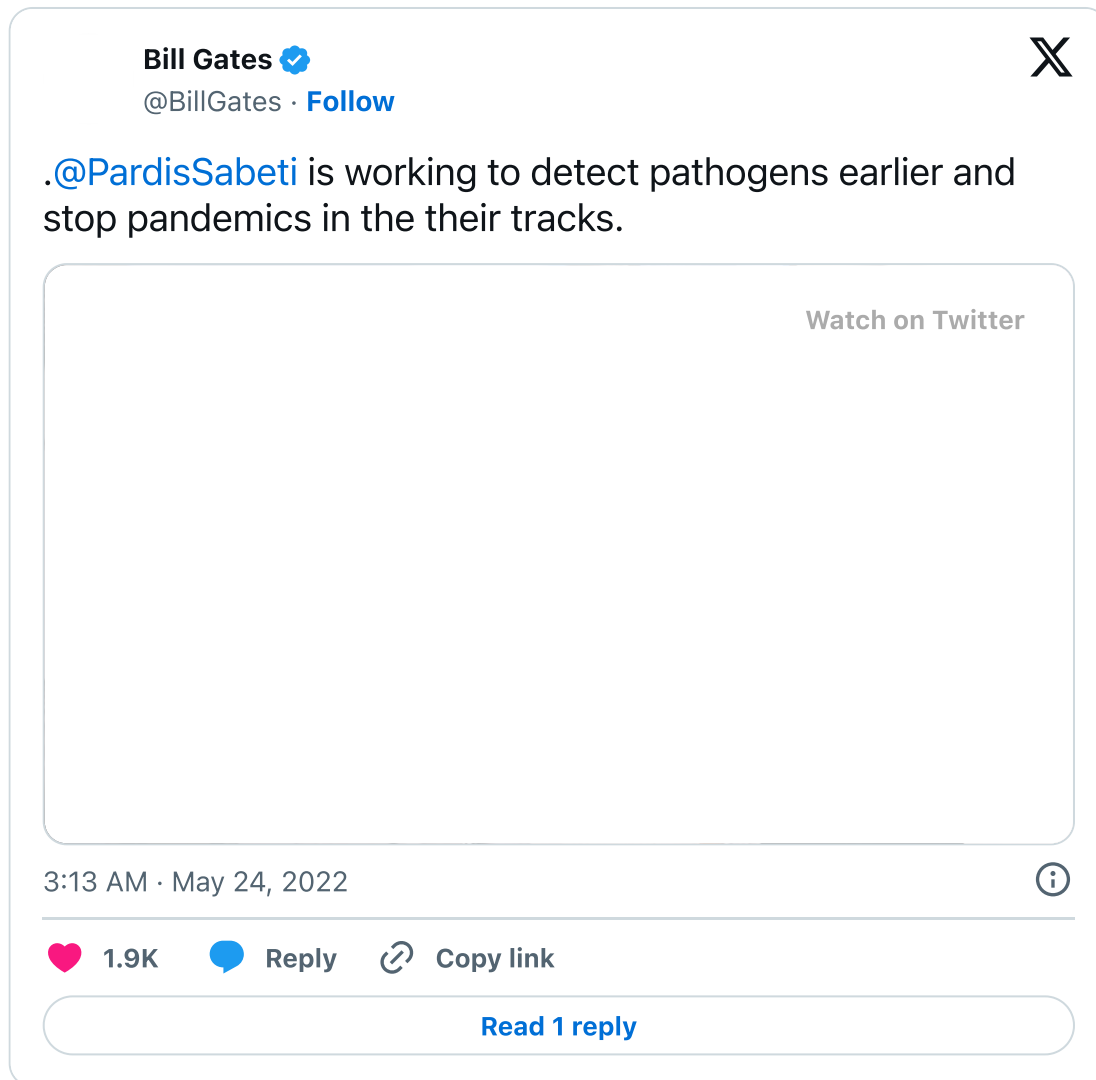 Bill Gates
@BillGates · Follow
.@PardisSabeti is working to detect pathogens earlier and
stop pandemics in the their tracks.
Watch on Twitter
3:13 AM · May 24, 2022
1.9K Reply Copy link
Read 1 reply